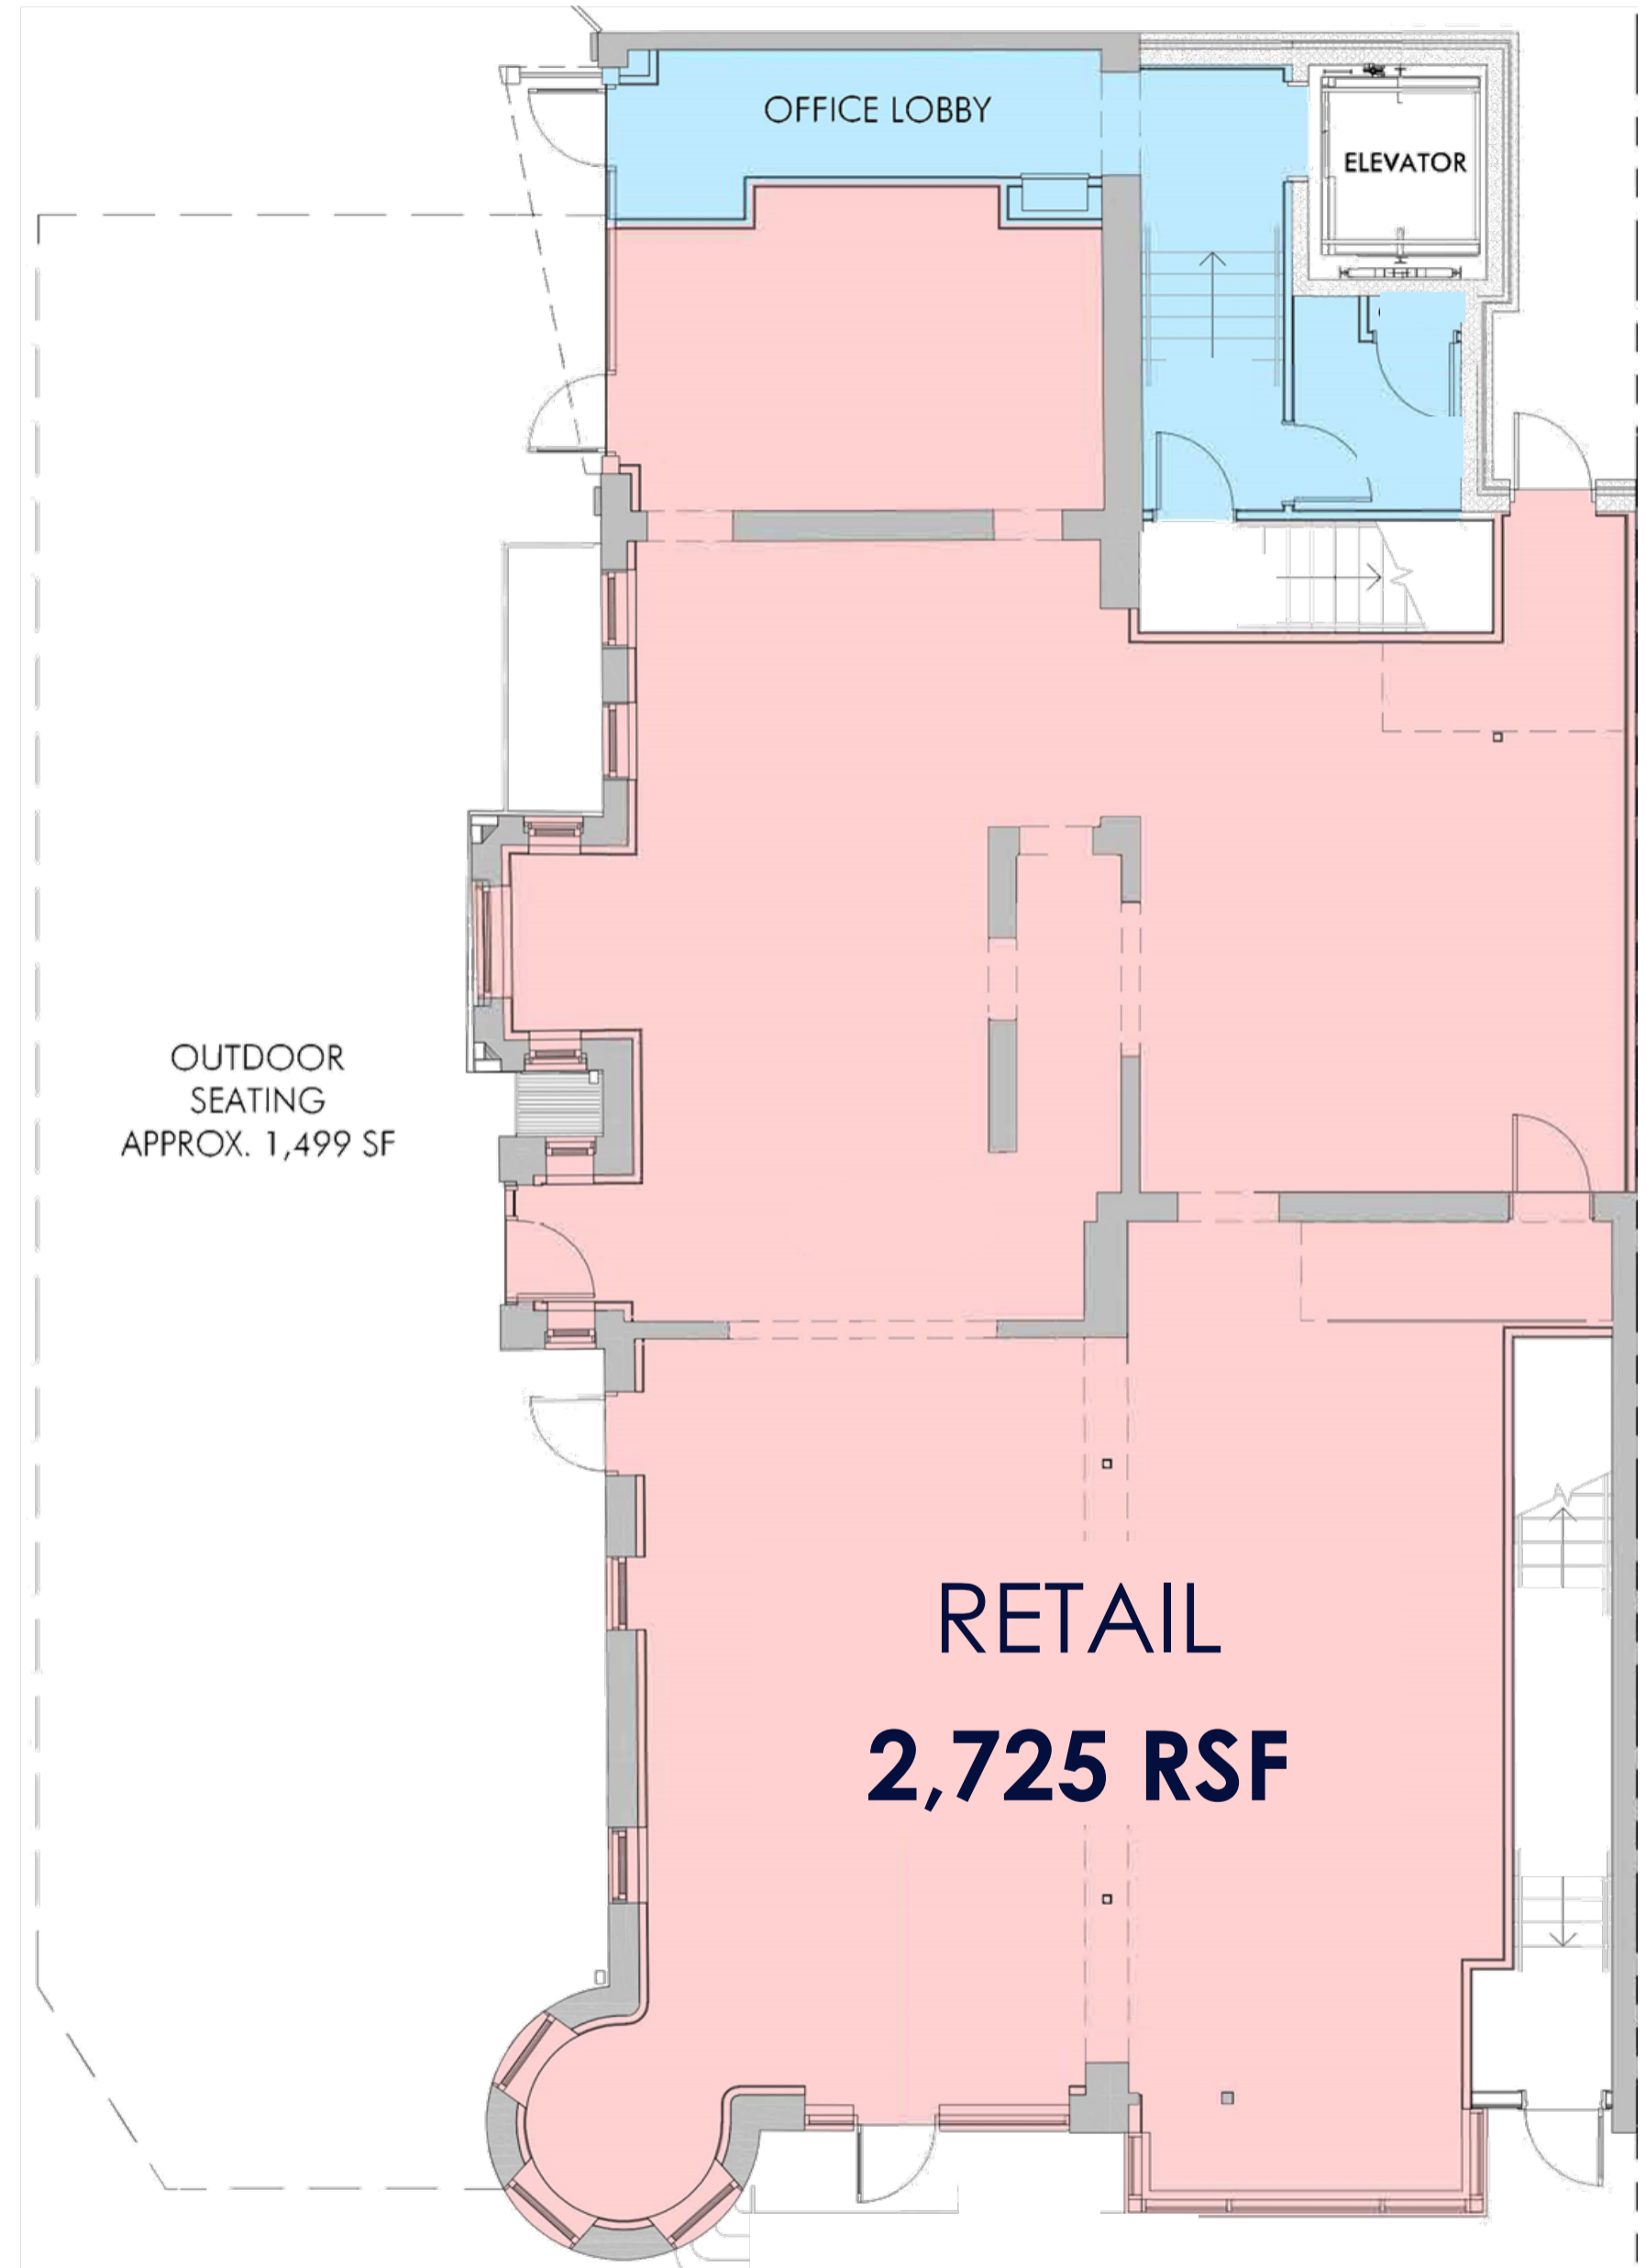 OFFICE LOBBY
ELEVATOR
OUTDOOR
SEATING
APPROX. 1,499 SF
RETAIL
2,725 RSF